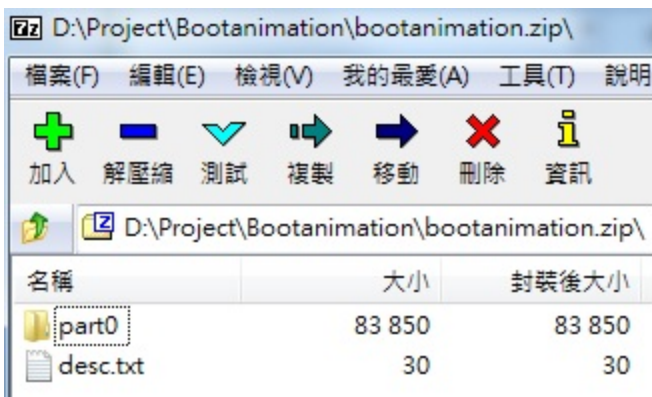 D:\Project\Bootanimation\bootanimation.zip\
檔案(F) 編輯(E) 檢視(V) 我的最愛(A) 工具(T) 說明
加入 解壓縮 測試 複製 移動 刪除 資訊
D:\Project\Bootanimation\bootanimation.zip\
名稱 大小 封裝後大小
part0 83 850 83 850
desc.txt 30 30